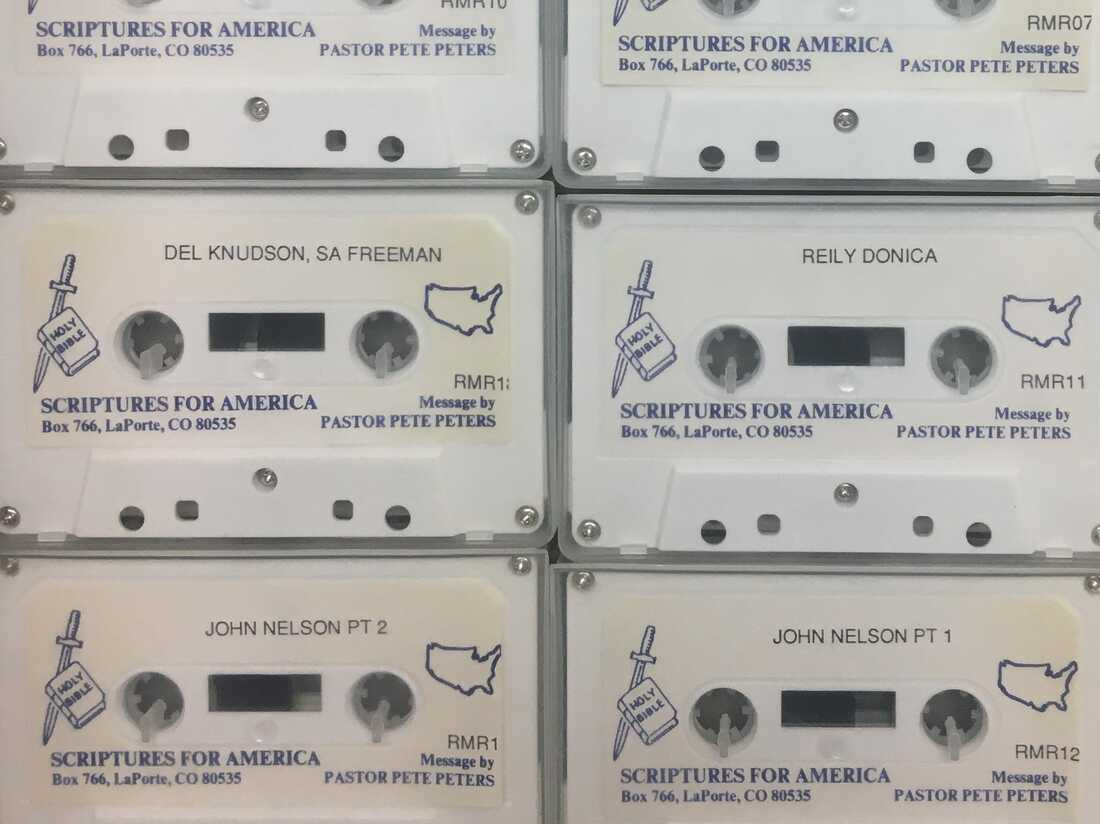 RMR10
SCRIPTURES FOR AMERICA
Message by
Box 766, LaPorte, CO 80535
PASTOR PETE PETERS
RMR07
SCRIPTURES FOR AMERICA
Message by
Box 766, LaPorte, CO 80535
PASTOR PETE PETERS
DEL KNUDSON, SA FREEMAN
HOLY
BIBLE
SCRIPTURES FOR AMERICA
Message by
Box 766, LaPorte, CO 80535
PASTOR PETE PETERS
REILY DONICA
HOLY
BIBLE
RMR11
SCRIPTURES FOR AMERICA
Message by
Box 766, LaPorte, CO 80535
PASTOR PETE PETERS
JOHN NELSON PT 2
HOLY
BIBLE
RMR1
SCRIPTURES FOR AMERICA
Message by
Box 766, LaPorte, CO 80535
PASTOR PETE PETERS
JOHN NELSON PT 1
HOLY
BIBLE
RMR12
SCRIPTURES FOR AMERICA
Message by
Box 766, LaPorte, CO 80535
PASTOR PETE PETERS